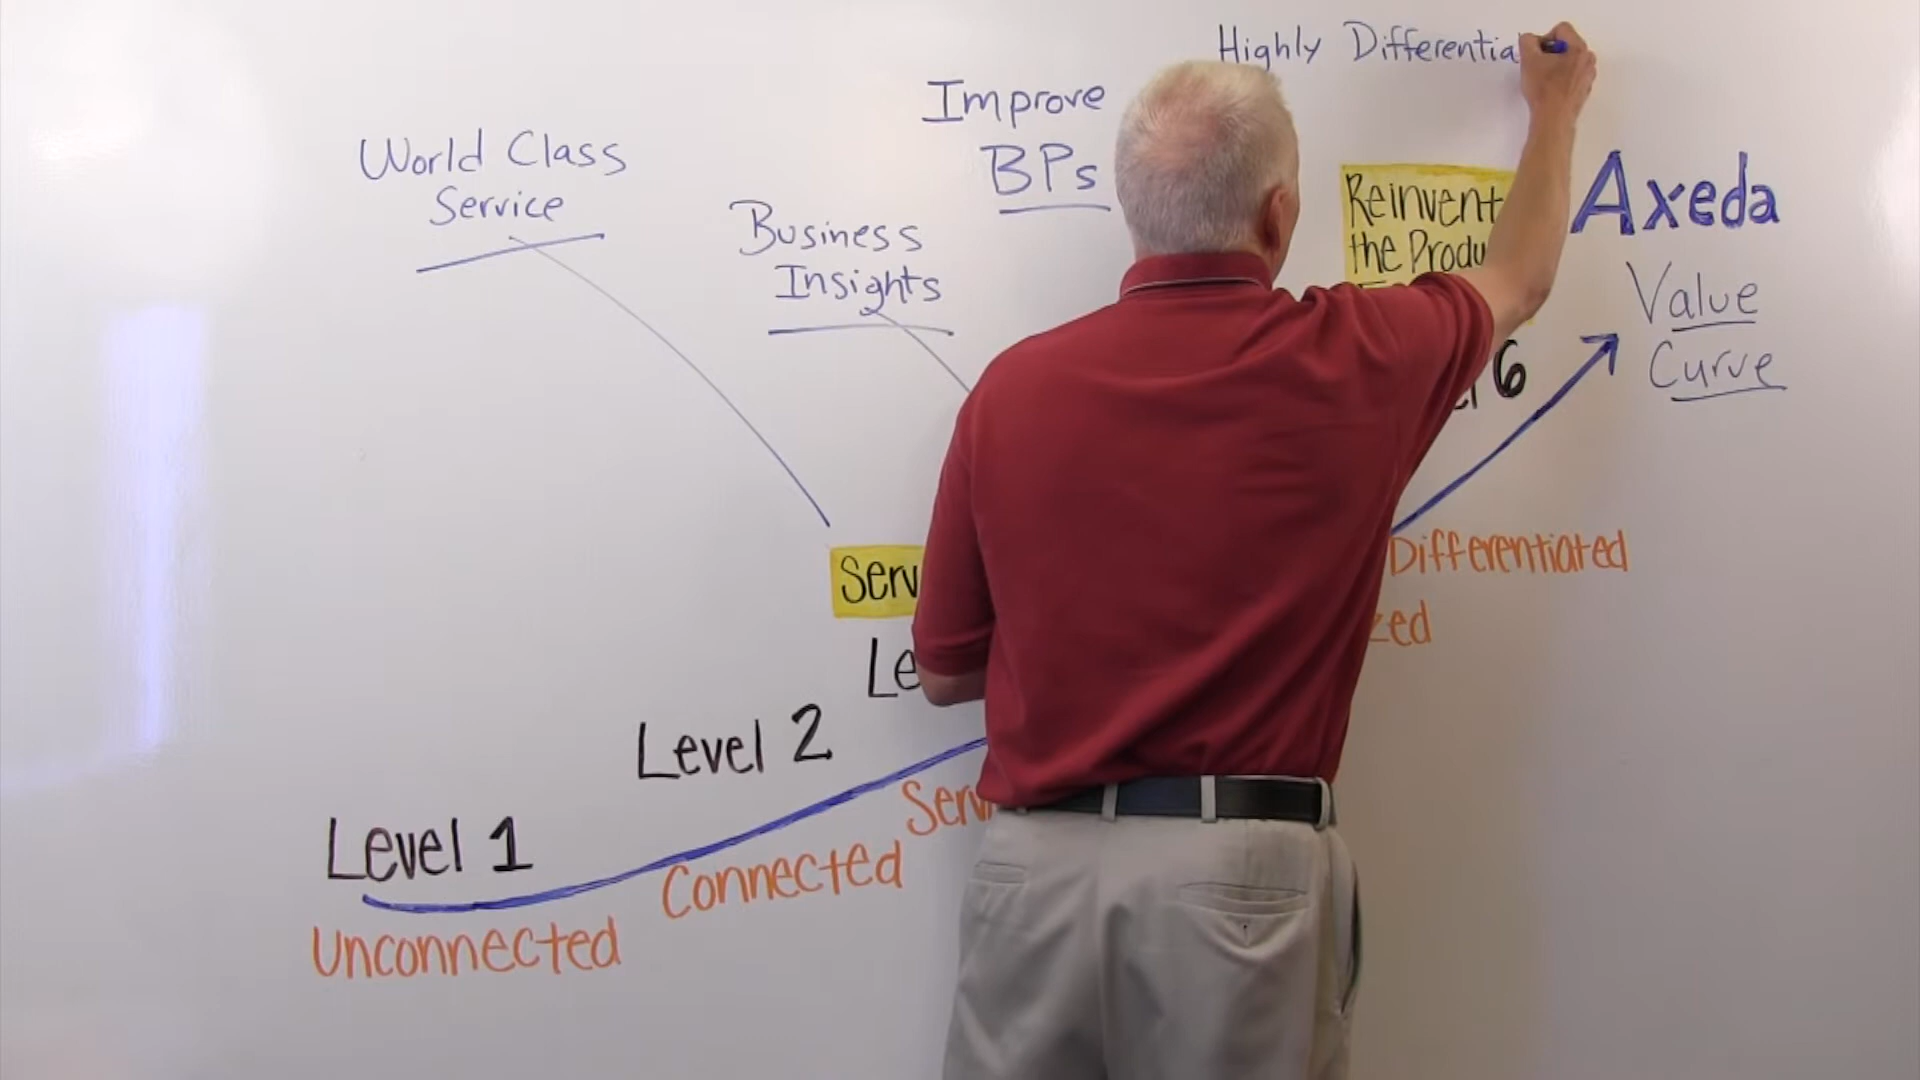 Highly Differentia
Improve
BPs
World Class
Service
Business
Insights
Reinvent
the Produ
Axeda
Value
Curve
6
Differentiated
Serv
Le
zed
Level 2
Serv
Connected
Level 1
Unconnected